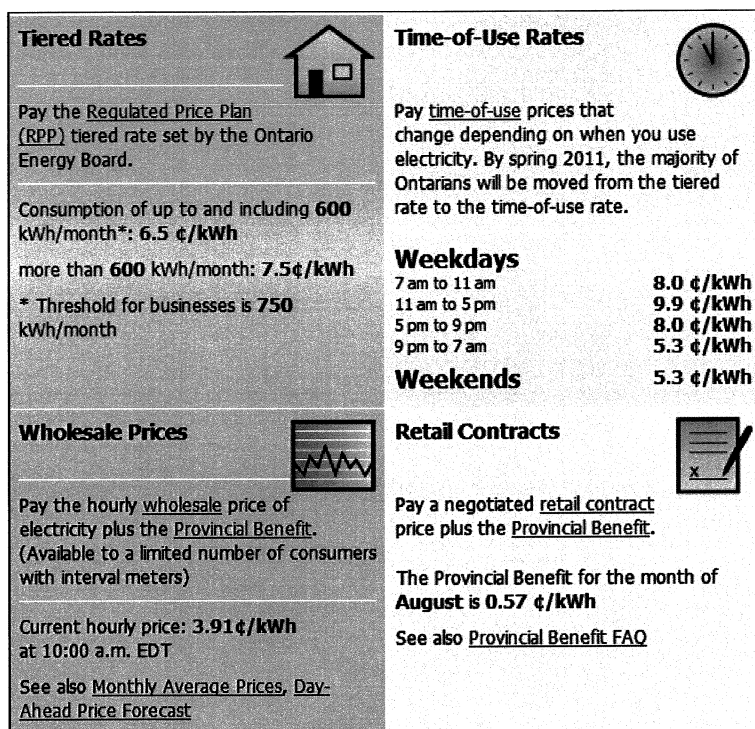 Tiered Rates
Pay the Regulated Price Plan
(RPP) tiered rate set by the Ontario
Energy Board.
Consumption of up to and including 600
kWh/month*: 6.5 ¢/kWh
more than 600 kWh/month: 7.5¢/kWh
* Threshold for businesses is 750
kWh/month
Time-of-Use Rates
Pay time-of-use prices that
change depending on when you use
electricity. By spring 2011, the majority of
Ontarians will be moved from the tiered
rate to the time-of-use rate.
Weekdays
7 am to 11 am 8.0 ¢/kWh
11 am to 5 pm 9.9 ¢/kWh
5 pm to 9 pm 8.0 ¢/kWh
9 pm to 7 am 5.3 ¢/kWh
Weekends 5.3 ¢/kWh
Wholesale Prices
Pay the hourly wholesale price of
electricity plus the Provincial Benefit.
(Available to a limited number of consumers
with interval meters)
Current hourly price: 3.91¢/kWh
at 10:00 a.m. EDT
See also Monthly Average Prices, Day-
Ahead Price Forecast
Retail Contracts
x
Pay a negotiated retail contract
price plus the Provincial Benefit.
The Provincial Benefit for the month of
August is 0.57 ¢/kWh
See also Provincial Benefit FAQ